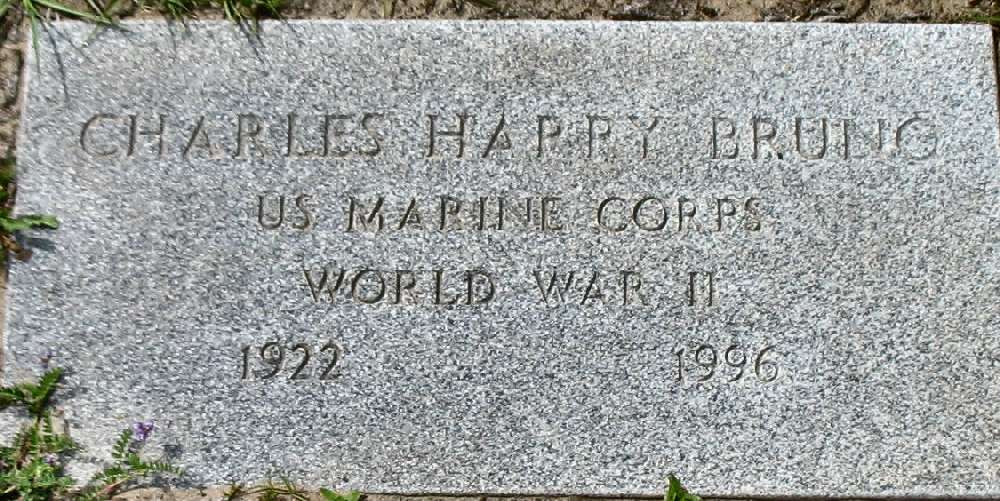 CHARLES HARRY BRUNG
US MARINE CORPS
WORLD WAR II
1922 1996